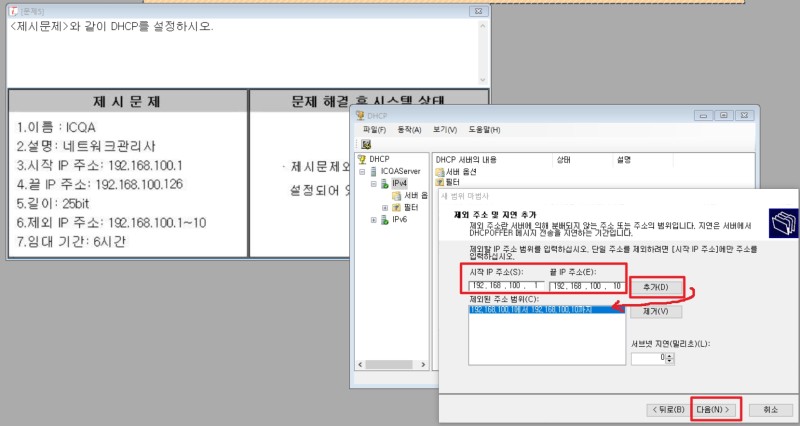 [문제5]
<제시문제>와 같이 DHCP를 설정하시오.
제 시 문 제
문제 해결 후 시스템 상태
1.이름 : ICQA
2.설명: 네트워크관리사
3.시작 IP 주소: 192.168.100.1
4.끝 IP 주소: 192.168.100.126
5.길이: 25bit
6.제외 IP 주소: 192.168.100.1~10
7.임대 기간: 6시간
· 제시문제와
설정되어 있
DHCP
파일(F) 동작(A) 보기(V) 도움말(H)
DHCP
ICQAServer
IPv4
서버 옵
필터
IPv6
DHCP 서버의 내용 상태 설명
서버 옵션
필터
새 범위 마법사
제외 주소 및 지연 추가
제외 주소란 서버에 의해 분배되지 않는 주소 또는 주소의 범위입니다. 지연은 서버에서
DHCPOFFER 메시지 전송을 지연하는 기간입니다.
제외할 IP 주소 범위를 입력하십시오. 단일 주소를 제외하려면 [시작 IP 주소]에만 주소를
입력하십시오.
시작 IP 주소(S): 끝 IP 주소(E):
192 . 168 . 100 . 1 192 . 168 . 100 . 10 추가(D)
제외된 주소 범위(C):
192.168.100.1에서 192.168.100.10까지 제거(V)
서브넷 지연(밀리초)(L):
0
< 뒤로(B) 다음(N) > 취소